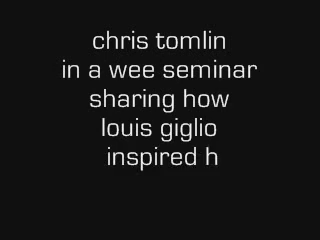 chris tomlin
in a wee seminar
sharing how
louis giglio
inspired h